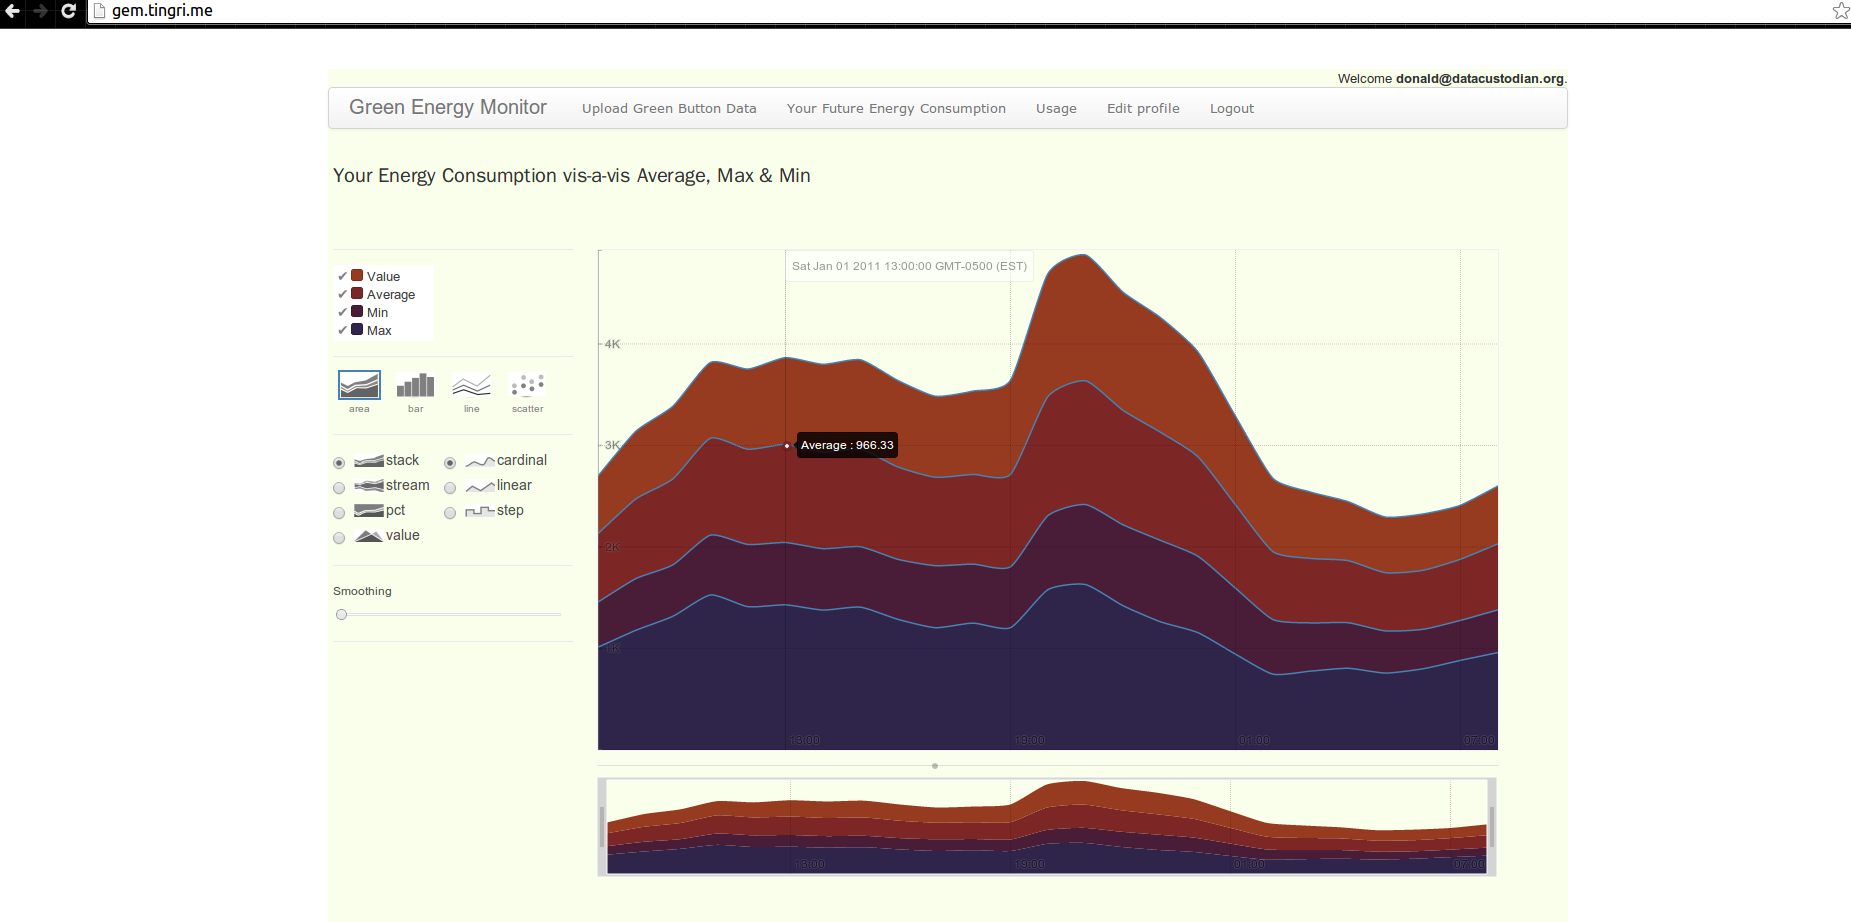 gem.tingri.me
Welcome donald@datacustodian.org.
Green Energy Monitor Upload Green Button Data Your Future Energy Consumption Usage Edit profile Logout
Your Energy Consumption vis-a-vis Average, Max & Min
Value
Average
Min
Max
area bar line scatter
stack cardinal
stream linear
pct step
value
Smoothing
Sat Jan 01 2011 13:00:00 GMT-0500 (EST)
4K
3K
Average : 966.33
2K
1K
13:00 19:00 01:00 07:00
13:00 19:00 01:00 07:00